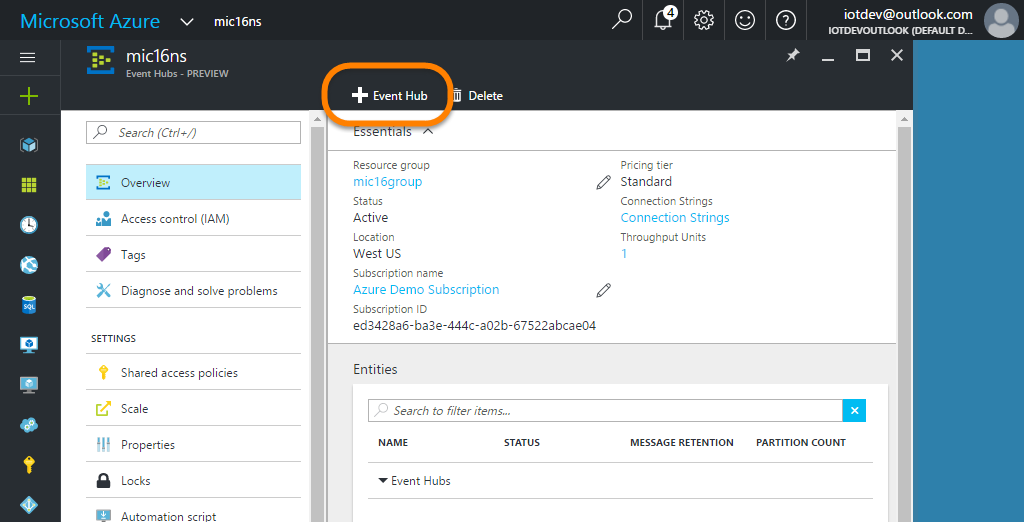 Microsoft Azure mic16ns 4 iotdev@outlook.com
IOTDEVOUTLOOK (DEFAULT D...
mic16ns
Event Hubs - PREVIEW
Event Hub Delete
Search (Ctrl+/)
Overview
Access control (IAM)
Tags
Diagnose and solve problems
SETTINGS
Shared access policies
Scale
Properties
Locks
Automation script
SQL
Essentials
Resource group
mic16group
Status
Active
Location
West US
Subscription name
Azure Demo Subscription
Subscription ID
ed3428a6-ba3e-444c-a02b-67522abcae04
Pricing tier
Standard
Connection Strings
Connection Strings
Throughput Units
1
Entities
Search to filter items...
NAME STATUS MESSAGE RETENTION PARTITION COUNT
Event Hubs